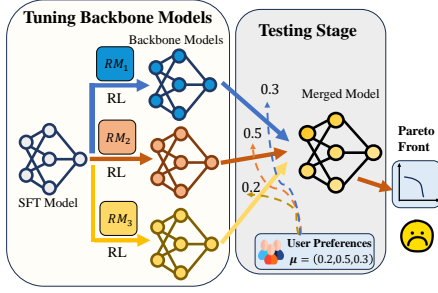 Tuning Backbone Models
Testing Stage
Backbone Models
RM₁
RL
RM₂
RL
RM₃
RL
SFT Model
0.3
0.5
0.2
Merged Model
Pareto
Front
User Preferences
μ = (0.2,0.5,0.3)